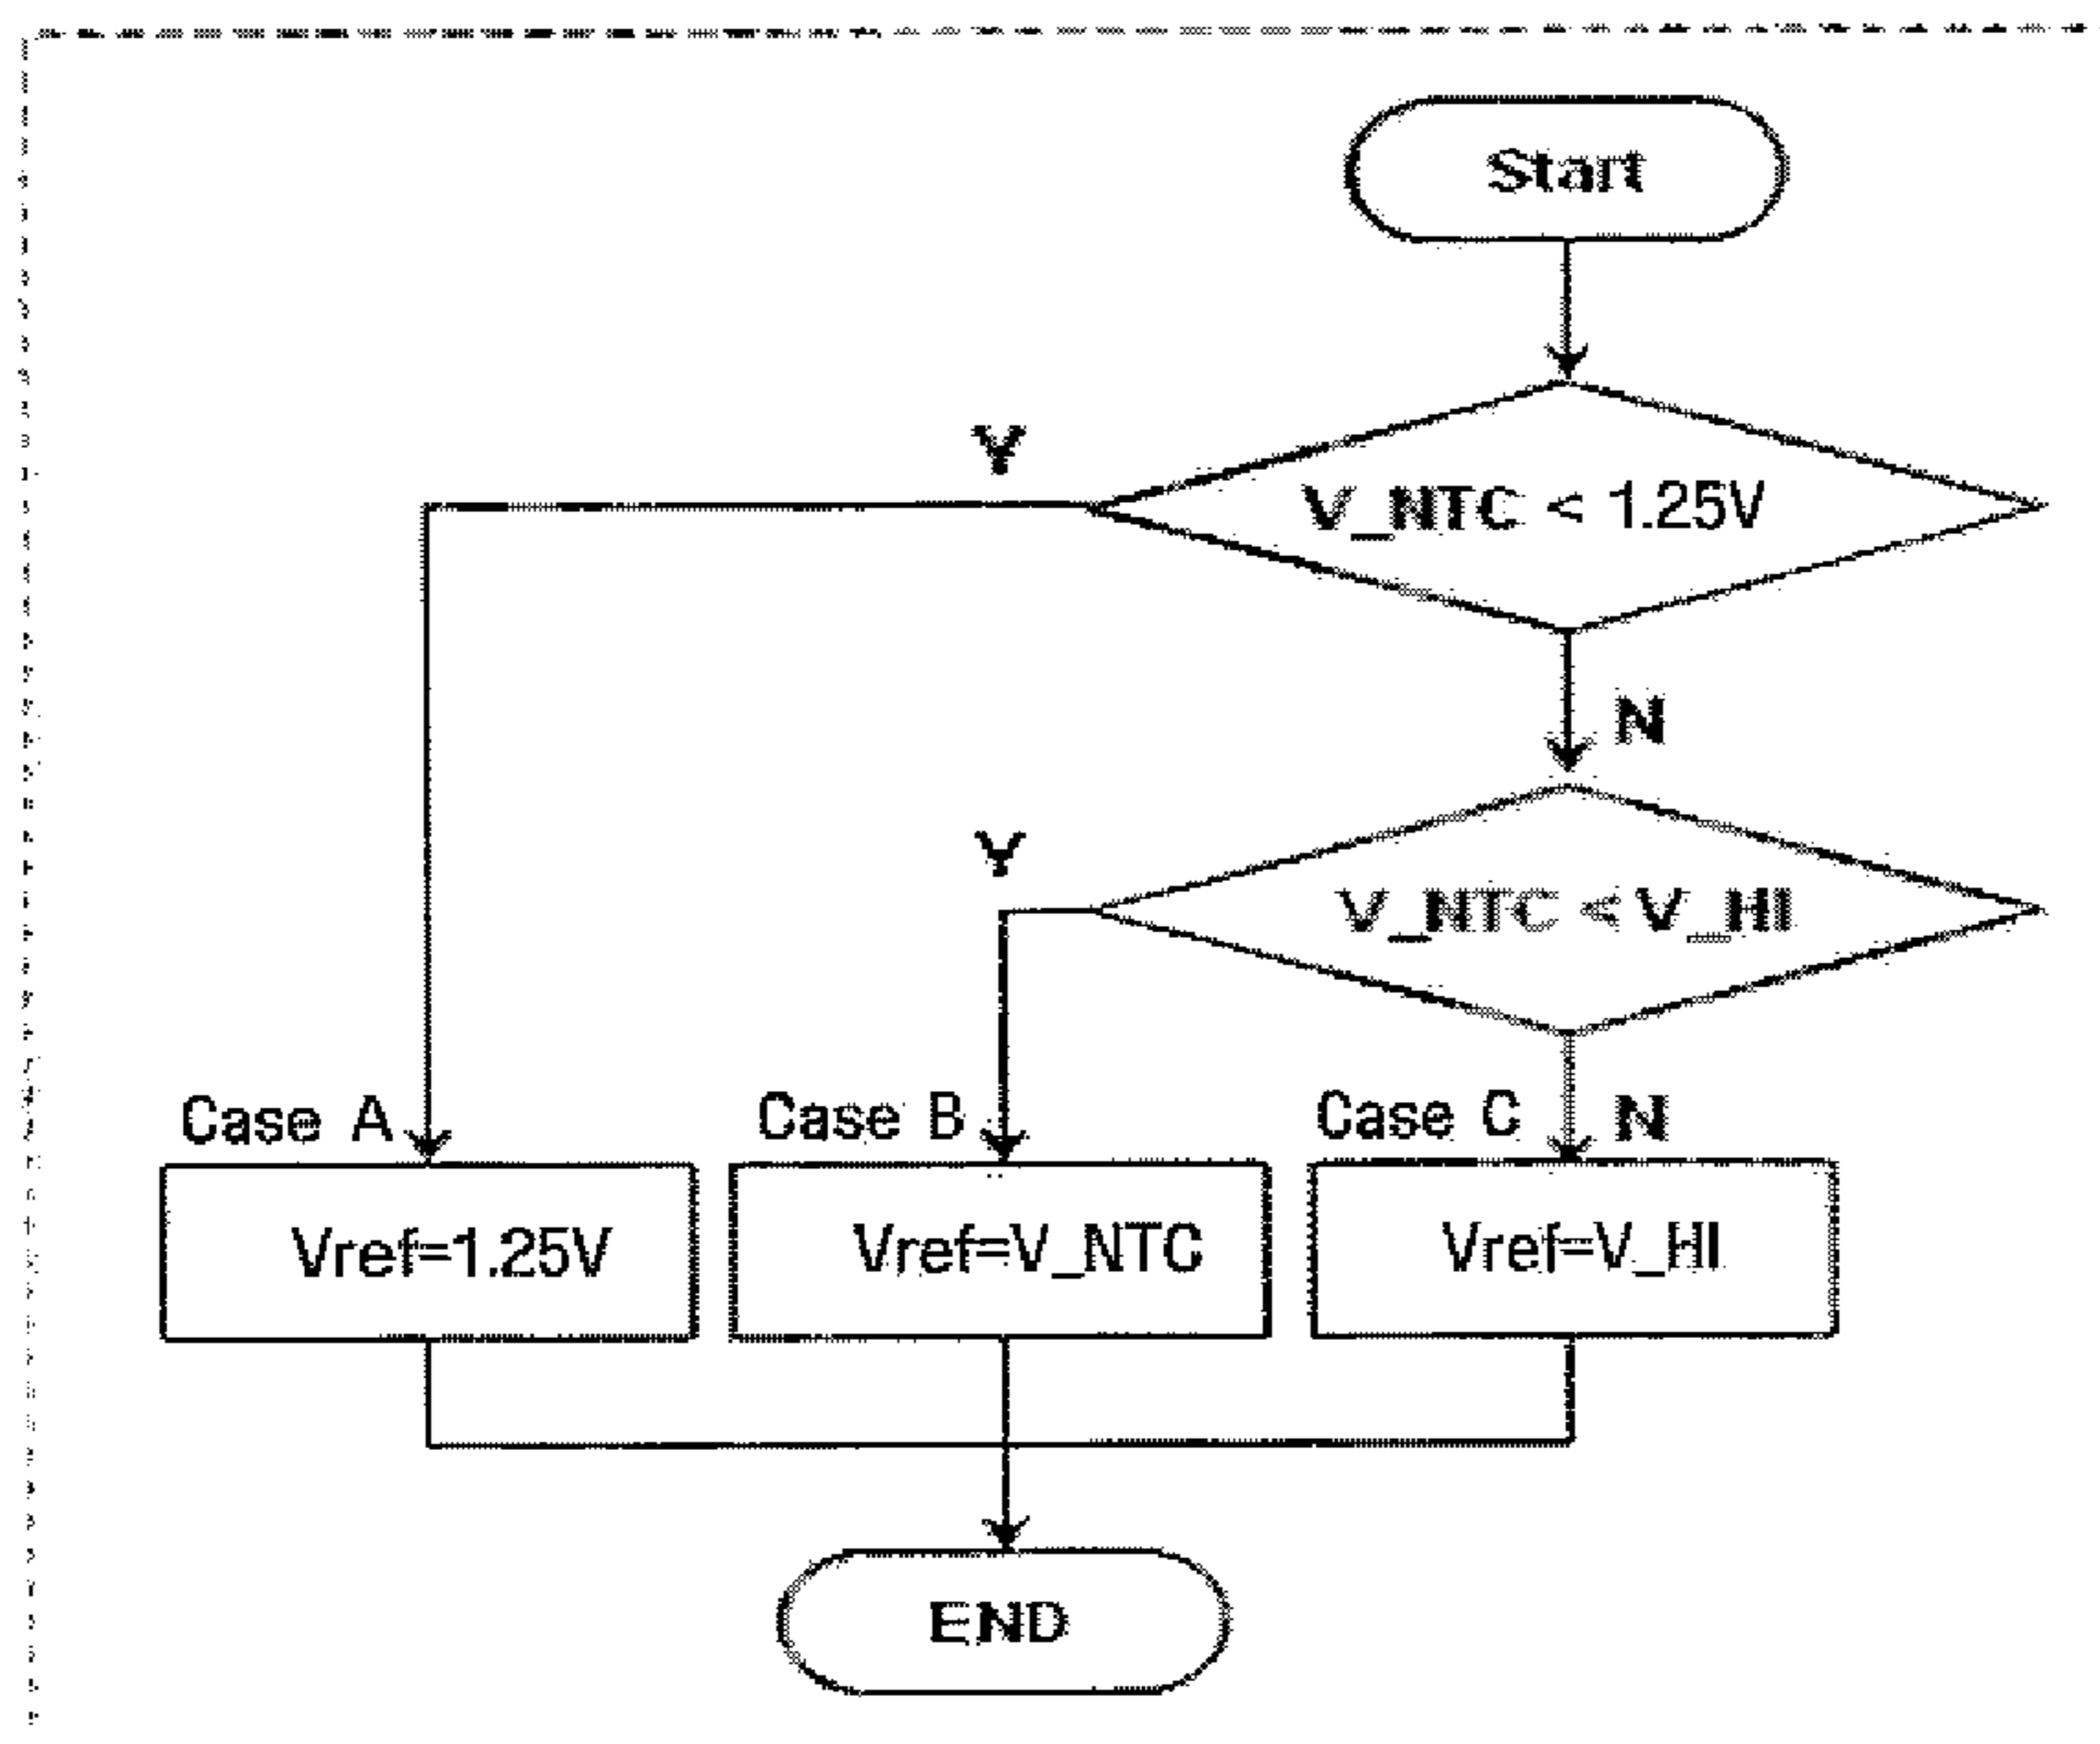 Start
Y
V_NTC < 1.25V
N
Y
V_NTC < V_HI
Case A
Case B
Case C
N
Vref=1.25V
Vref=V_NTC
Vref=V_HI
END